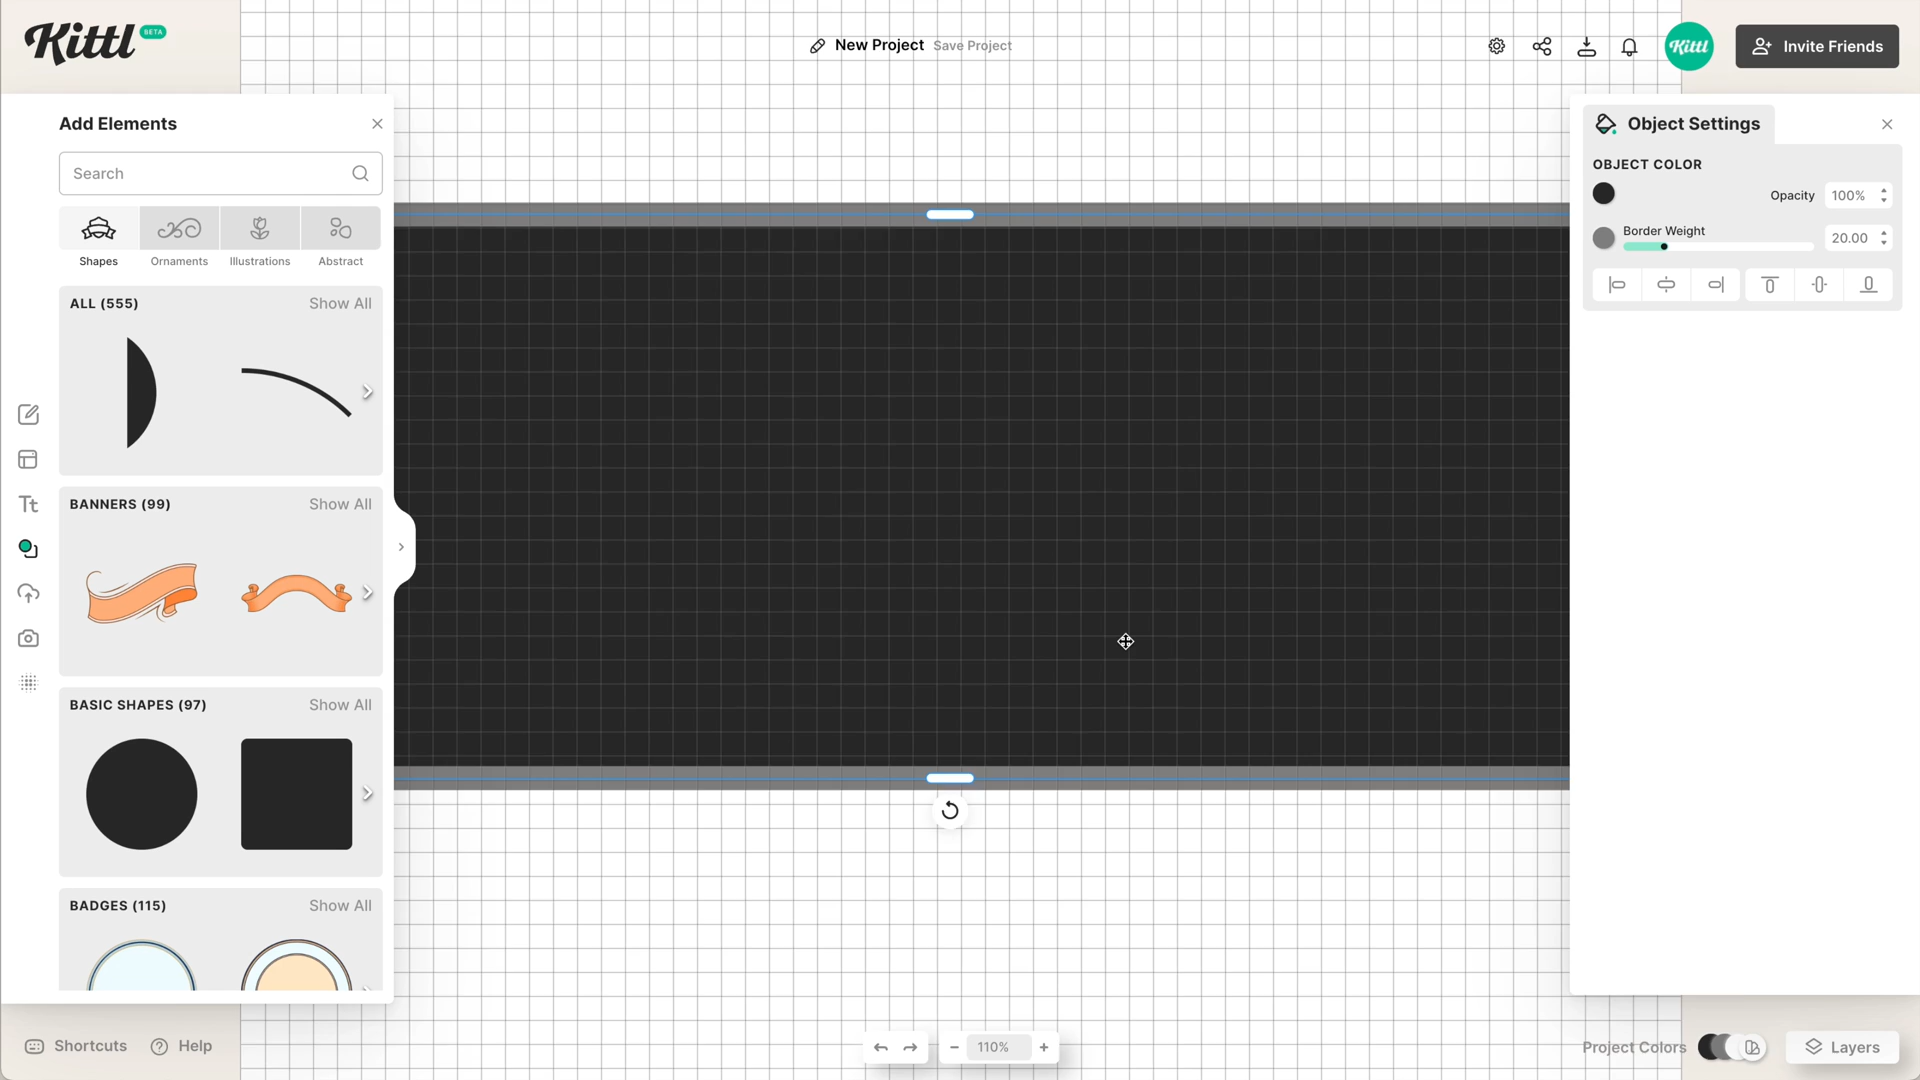 Kittl BETA
New Project Save Project
Kittl
Invite Friends
Add Elements
Search
Shapes Ornaments Illustrations Abstract
ALL (555) Show All
BANNERS (99) Show All
BASIC SHAPES (97) Show All
BADGES (115) Show All
Tt
Object Settings
OBJECT COLOR
Opacity 100%
Border Weight 20.00
Shortcuts Help
110%
Project Colors Layers